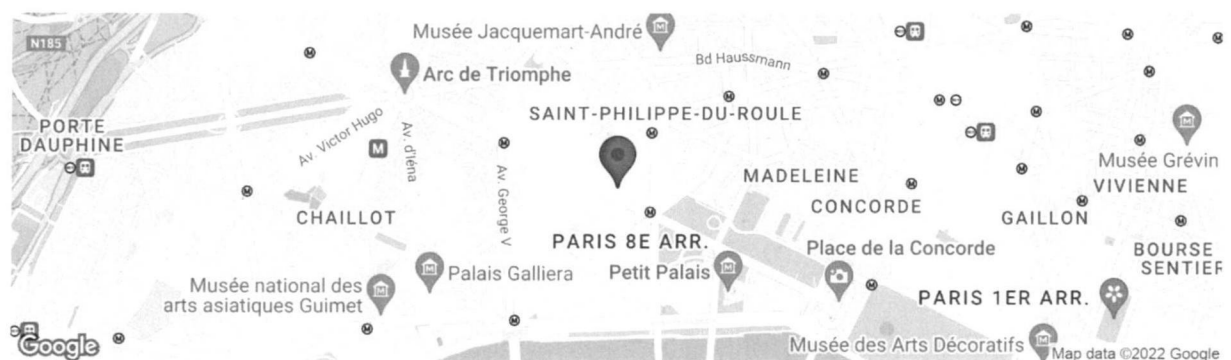 N185
Musée Jacquemart-André
Bd Haussmann
Arc de Triomphe
SAINT-PHILIPPE-DU-ROULE
PORTE
DAUPHINE
Av. Victor Hugo
Av. d'Iéna
M
Av. George V
Musée Grévin
MADELEINE
VIVIENNE
CHAILLOT
CONCORDE
GAILLON
PARIS 8E ARR.
Place de la Concorde
BOURSE
SENTIER
Palais Galliera
Petit Palais
Musée national des
arts asiatiques Guimet
PARIS 1ER ARR.
Google
Musée des Arts Décoratifs
Map data ©2022 Google